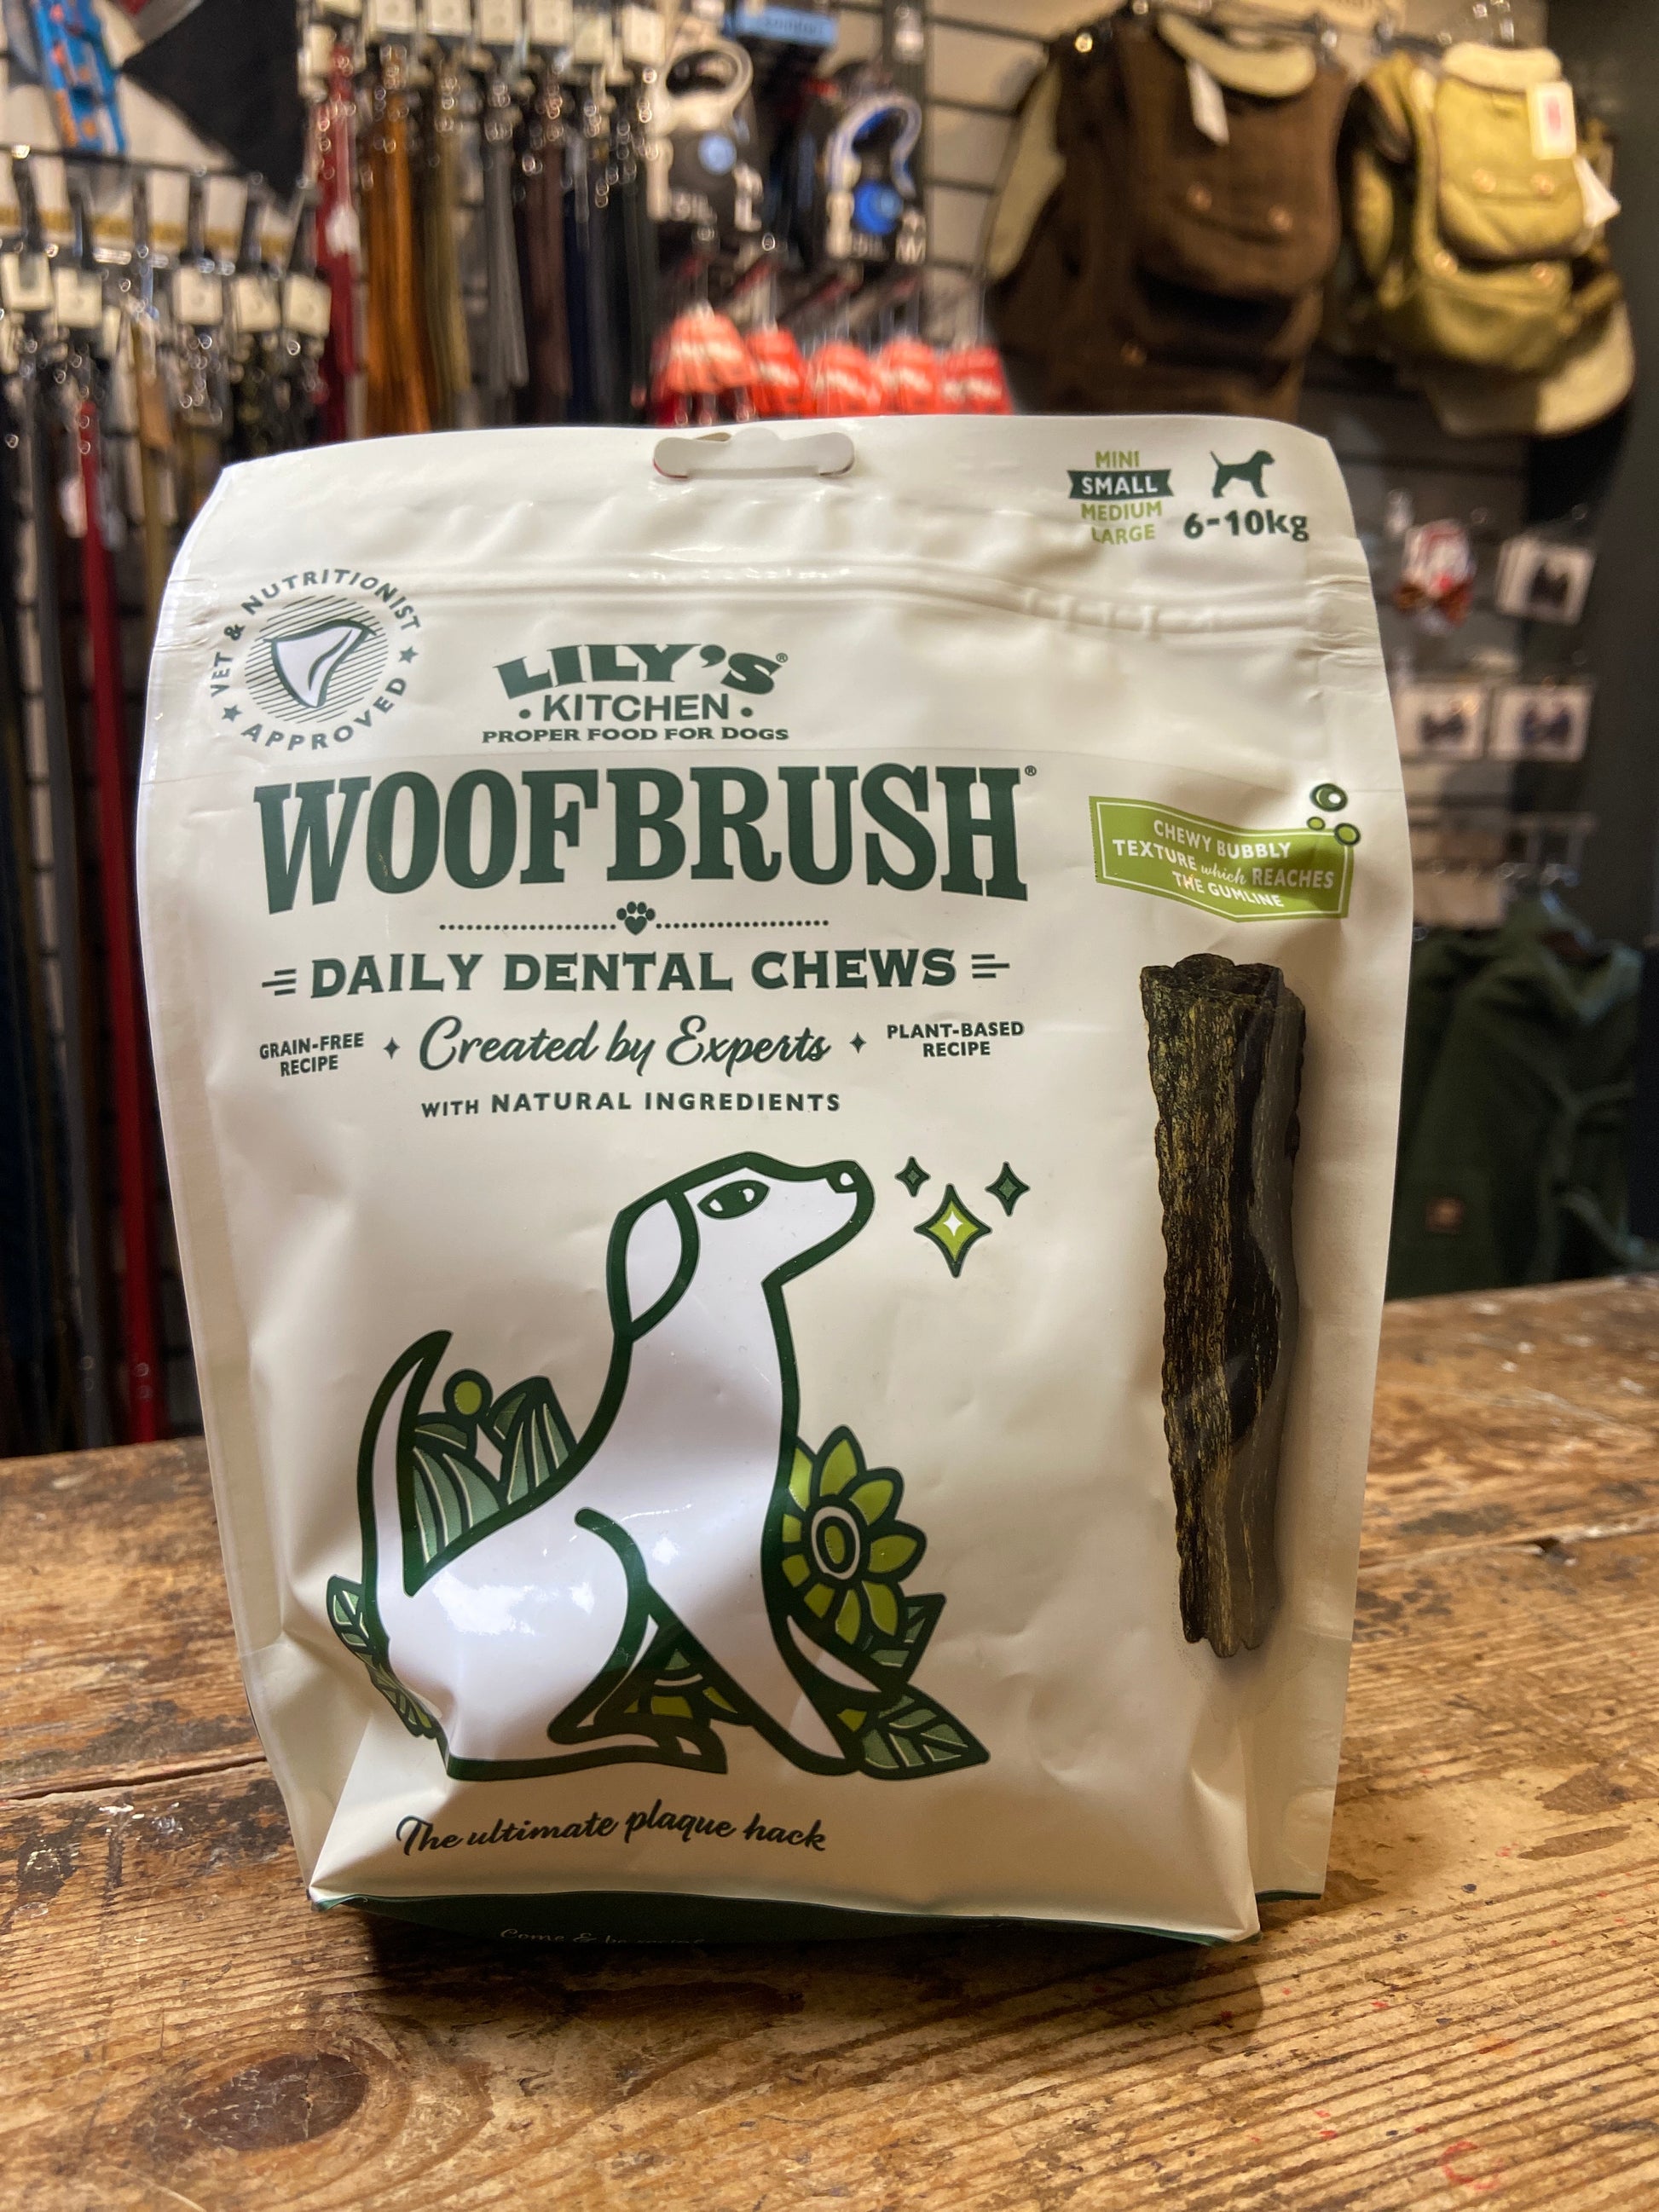 MINI
SMALL
MEDIUM
LARGE
6-10kg
VET & NUTRITIONIST
APPROVED
LILY'S®
• KITCHEN •
PROPER FOOD FOR DOGS
WOOFBRUSH®
CHEWY BUBBLY
TEXTURE which REACHES
THE GUMLINE
DAILY DENTAL CHEWS
GRAIN-FREE
RECIPE
Created by Experts
PLANT-BASED
RECIPE
WITH NATURAL INGREDIENTS
The ultimate plaque hack
Come & be